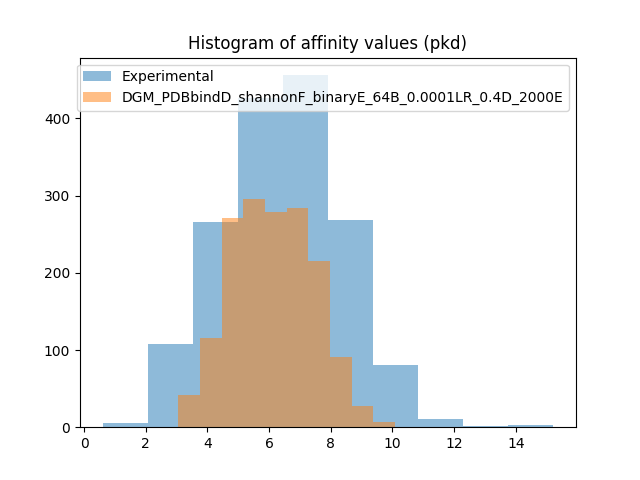 Histogram of affinity values (pkd)
Experimental
DGM_PDBbindD_shannonF_binaryE_64B_0.0001LR_0.4D_2000E
400
300
200
100
0
0 2 4 6 8 10 12 14